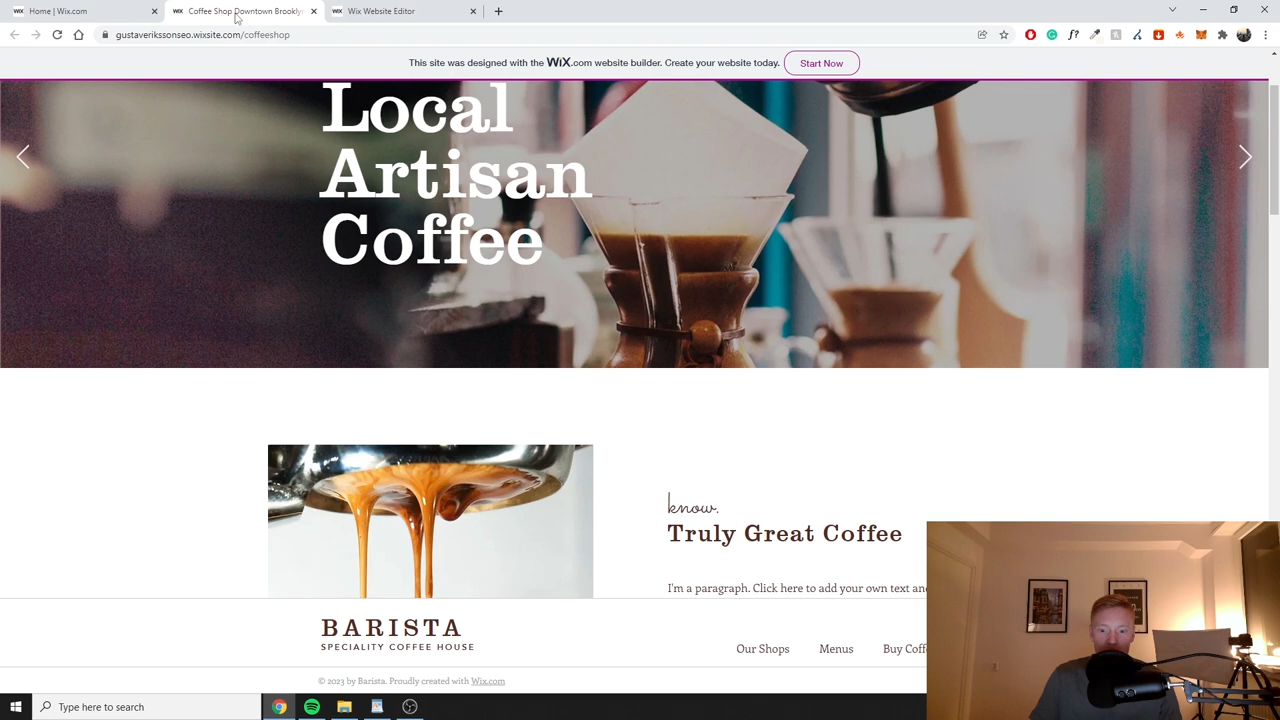 Home | Wix.com
Coffee Shop Downtown Brookly
Wix Website Editor
gustaverikssonseo.wixsite.com/coffeeshop
This site was designed with the WiX.com website builder. Create your website today.
Start Now
Local
Artisan
Coffee
know.
Truly Great Coffee
I'm a paragraph. Click here to add your own text and
BARISTA
SPECIALITY COFFEE HOUSE
Our Shops
Menus
Buy Coff
© 2023 by Barista. Proudly created with Wix.com
Type here to search